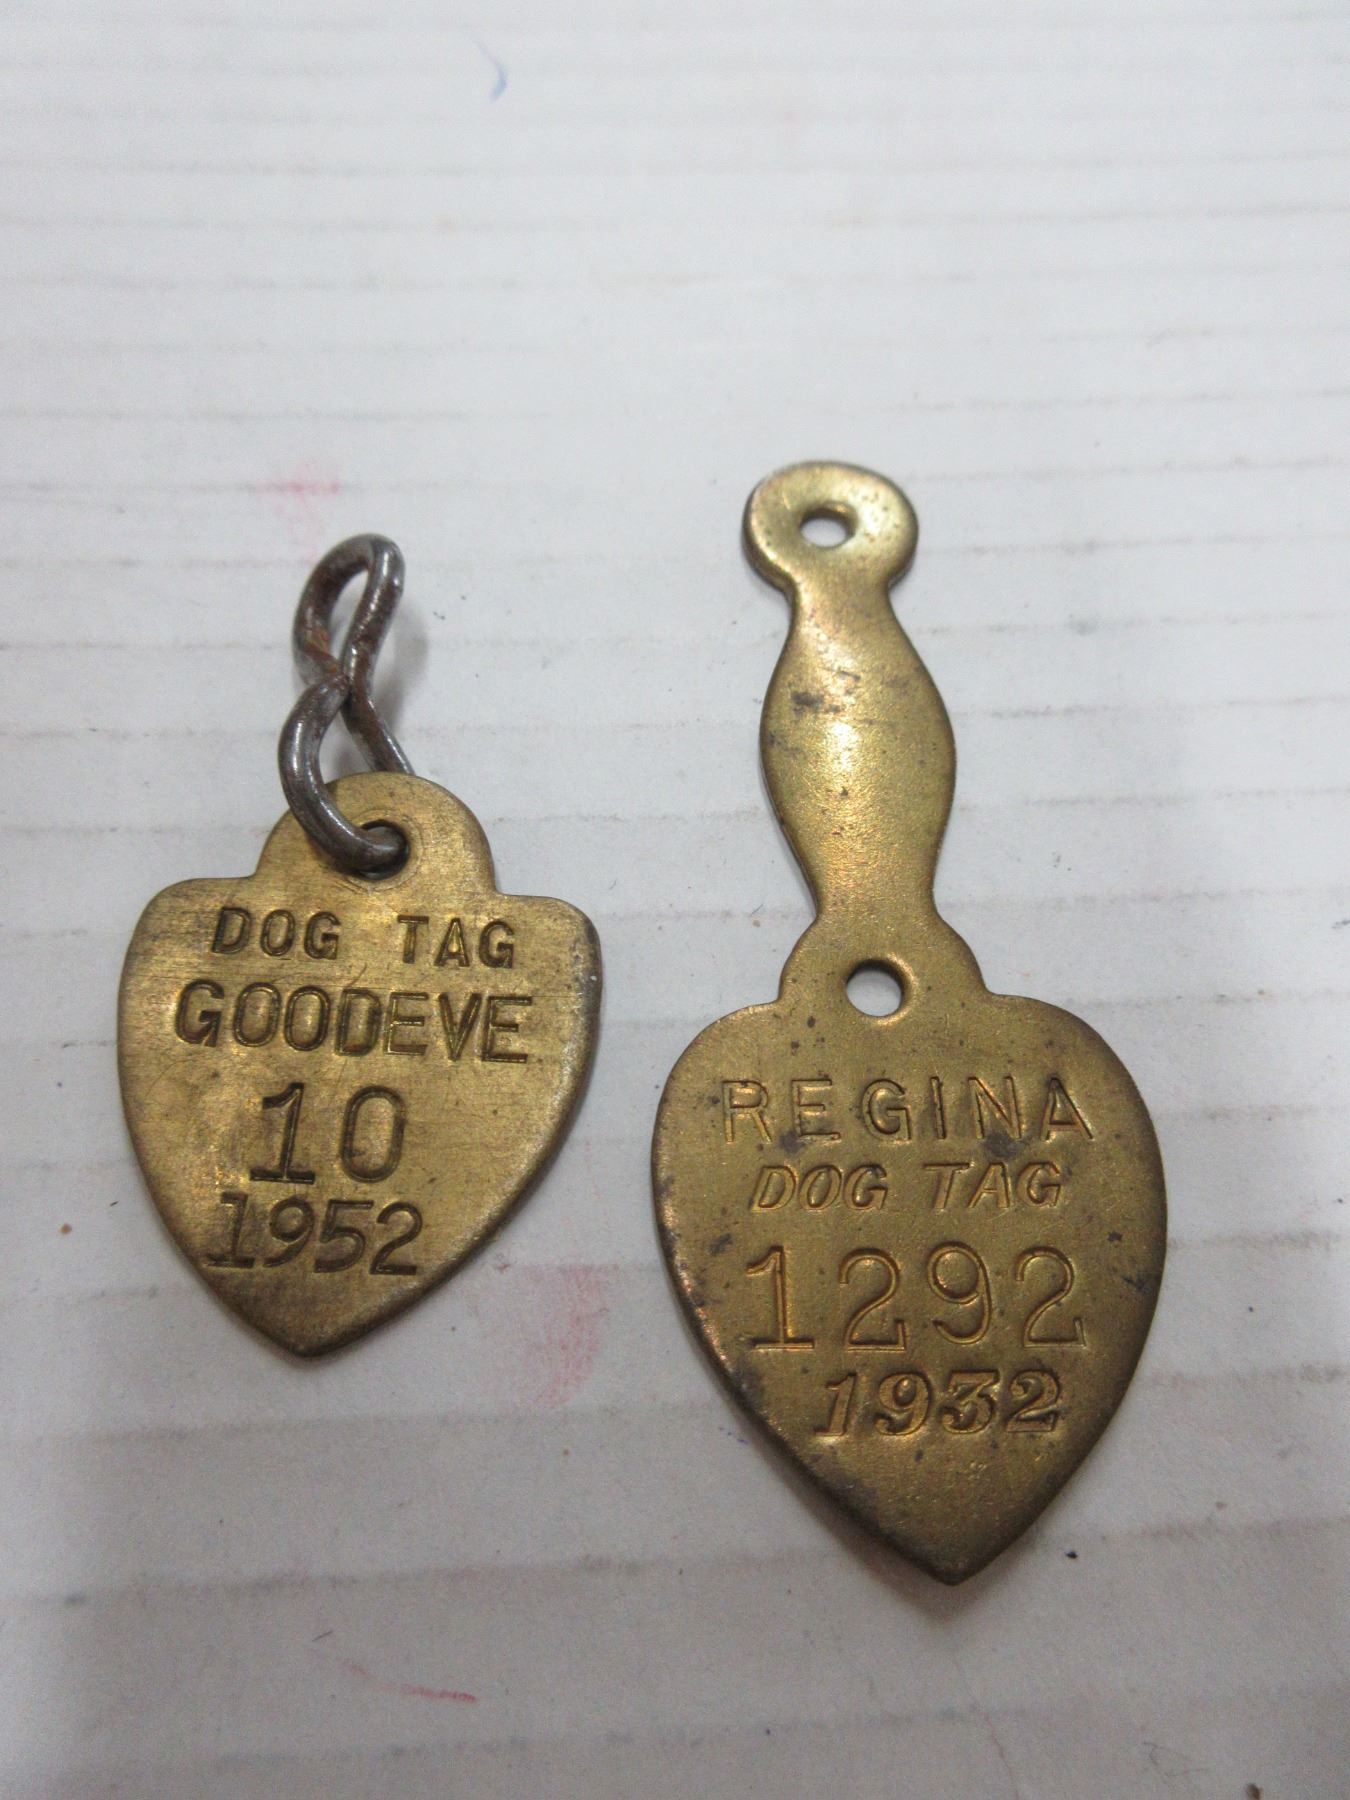 DOG TAG
GOODEVE
10
1952
REGINA
DOG TAG
1292
1932